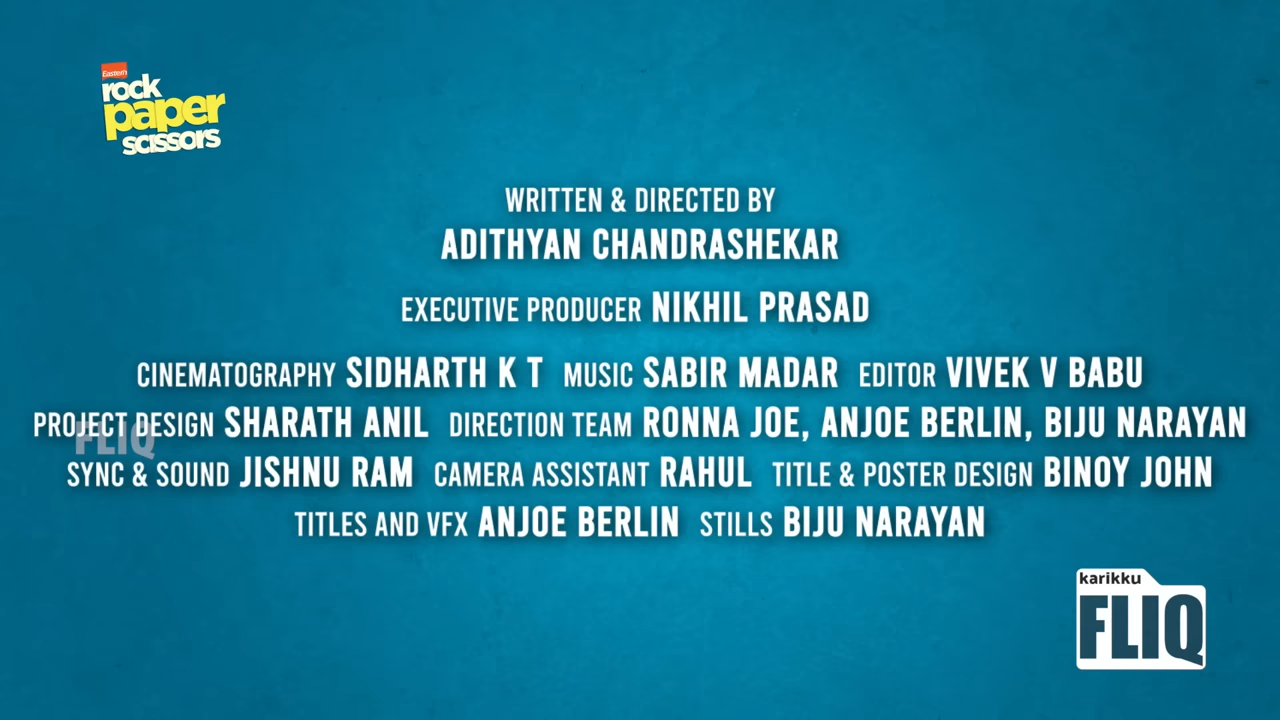 Eastern
rock
paper
scissors
WRITTEN & DIRECTED BY
ADITHYAN CHANDRASHEKAR
EXECUTIVE PRODUCER NIKHIL PRASAD
CINEMATOGRAPHY SIDHARTH K T MUSIC SABIR MADAR EDITOR VIVEK V BABU
PROJECT DESIGN SHARATH ANIL DIRECTION TEAM RONNA JOE, ANJOE BERLIN, BIJU NARAYAN
FLIQ
SYNC & SOUND JISHNU RAM CAMERA ASSISTANT RAHUL TITLE & POSTER DESIGN BINOY JOHN
TITLES AND VFX ANJOE BERLIN STILLS BIJU NARAYAN
karikku
FLIQ